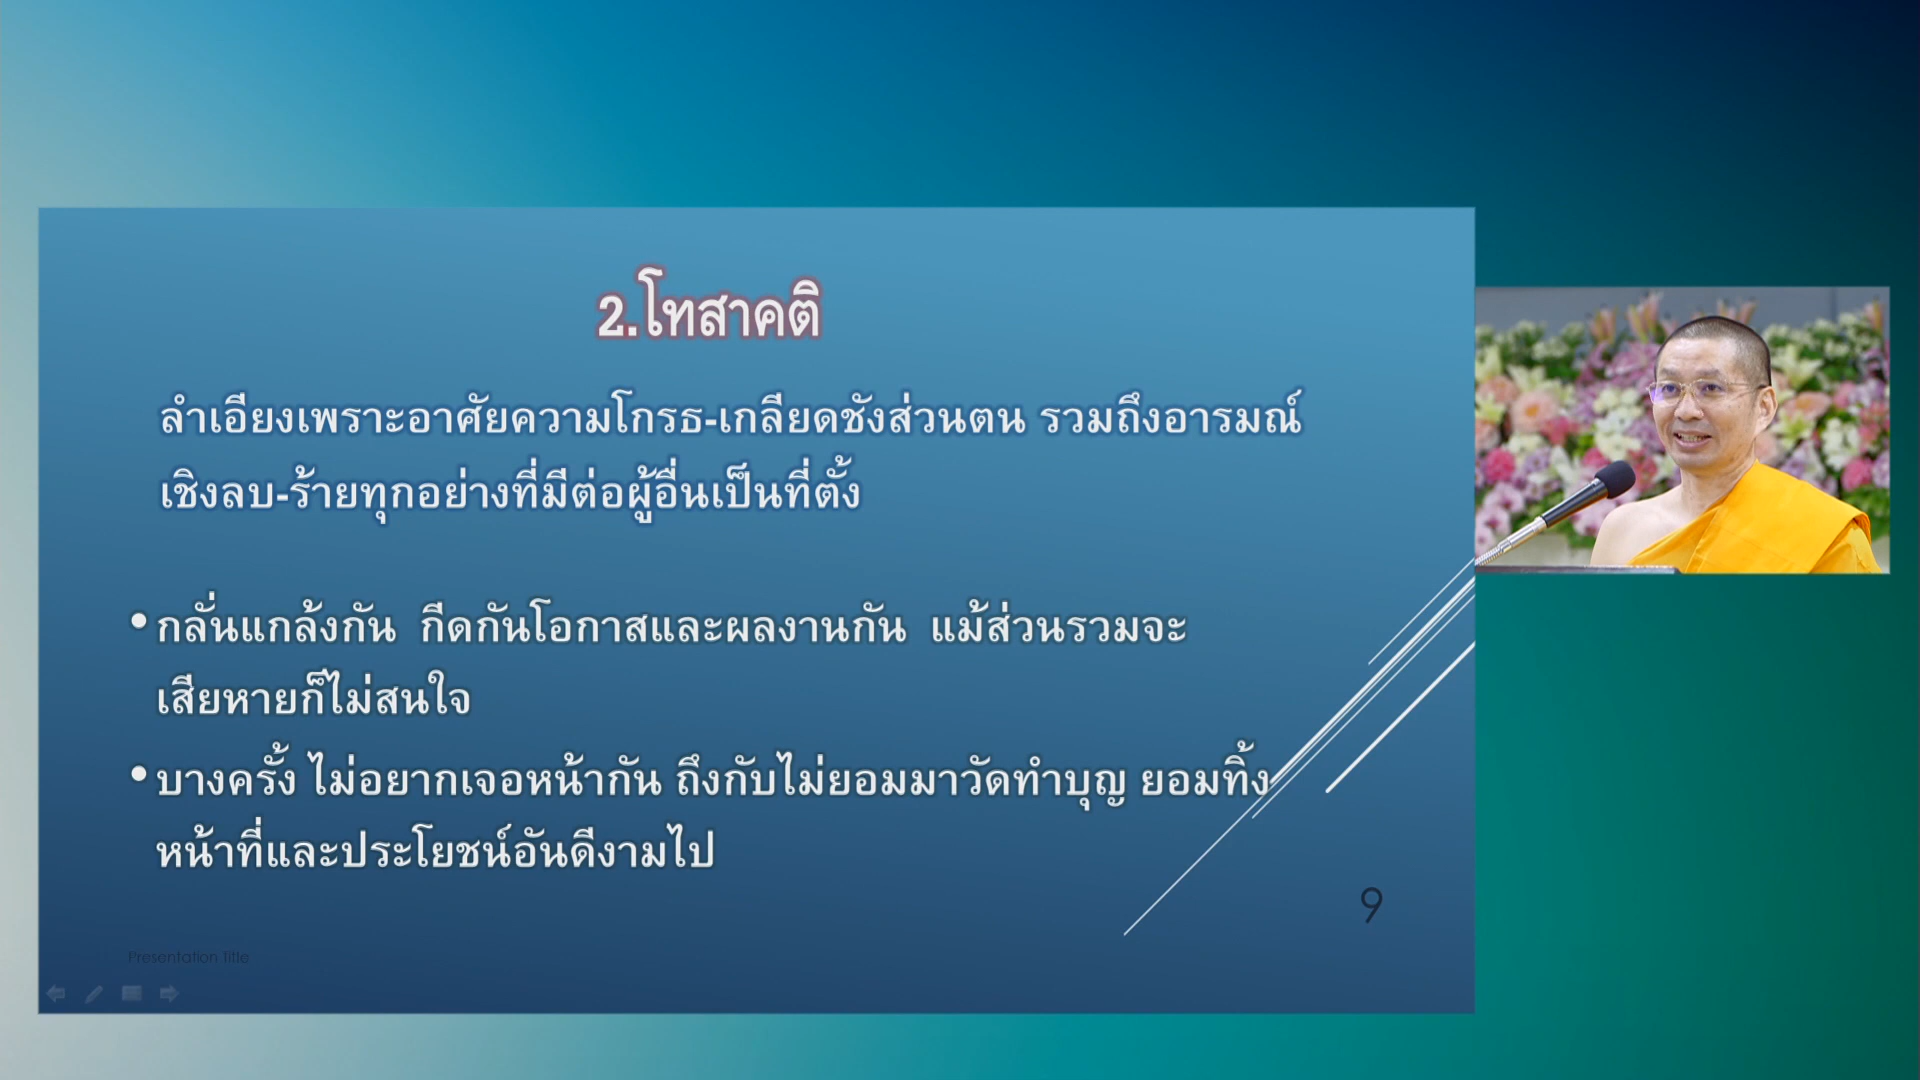 2.โทสาคติ
ลำเอียงเพราะอาศัยความโกรธ-เกลียดชังส่วนตน รวมถึงอารมณ์
เชิงลบ-ร้ายทุกอย่างที่มีต่อผู้อื่นเป็นที่ตั้ง
•กลั่นแกล้งกัน กีดกันโอกาสและผลงานกัน แม้ส่วนรวมจะ
เสียหายก็ไม่สนใจ
•บางครั้ง ไม่อยากเจอหน้ากัน ถึงกับไม่ยอมมาวัดทำบุญ ยอมทิ้ง
หน้าที่และประโยชน์อันดีงามไป
9
Presentation Title